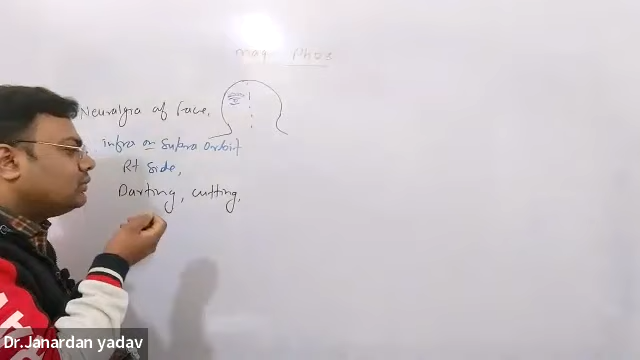 mag Phos
Neuralgia of Face,
infra or Supra orbit
Rt Side,
Darting, cutting,
Dr.Janardan yadav